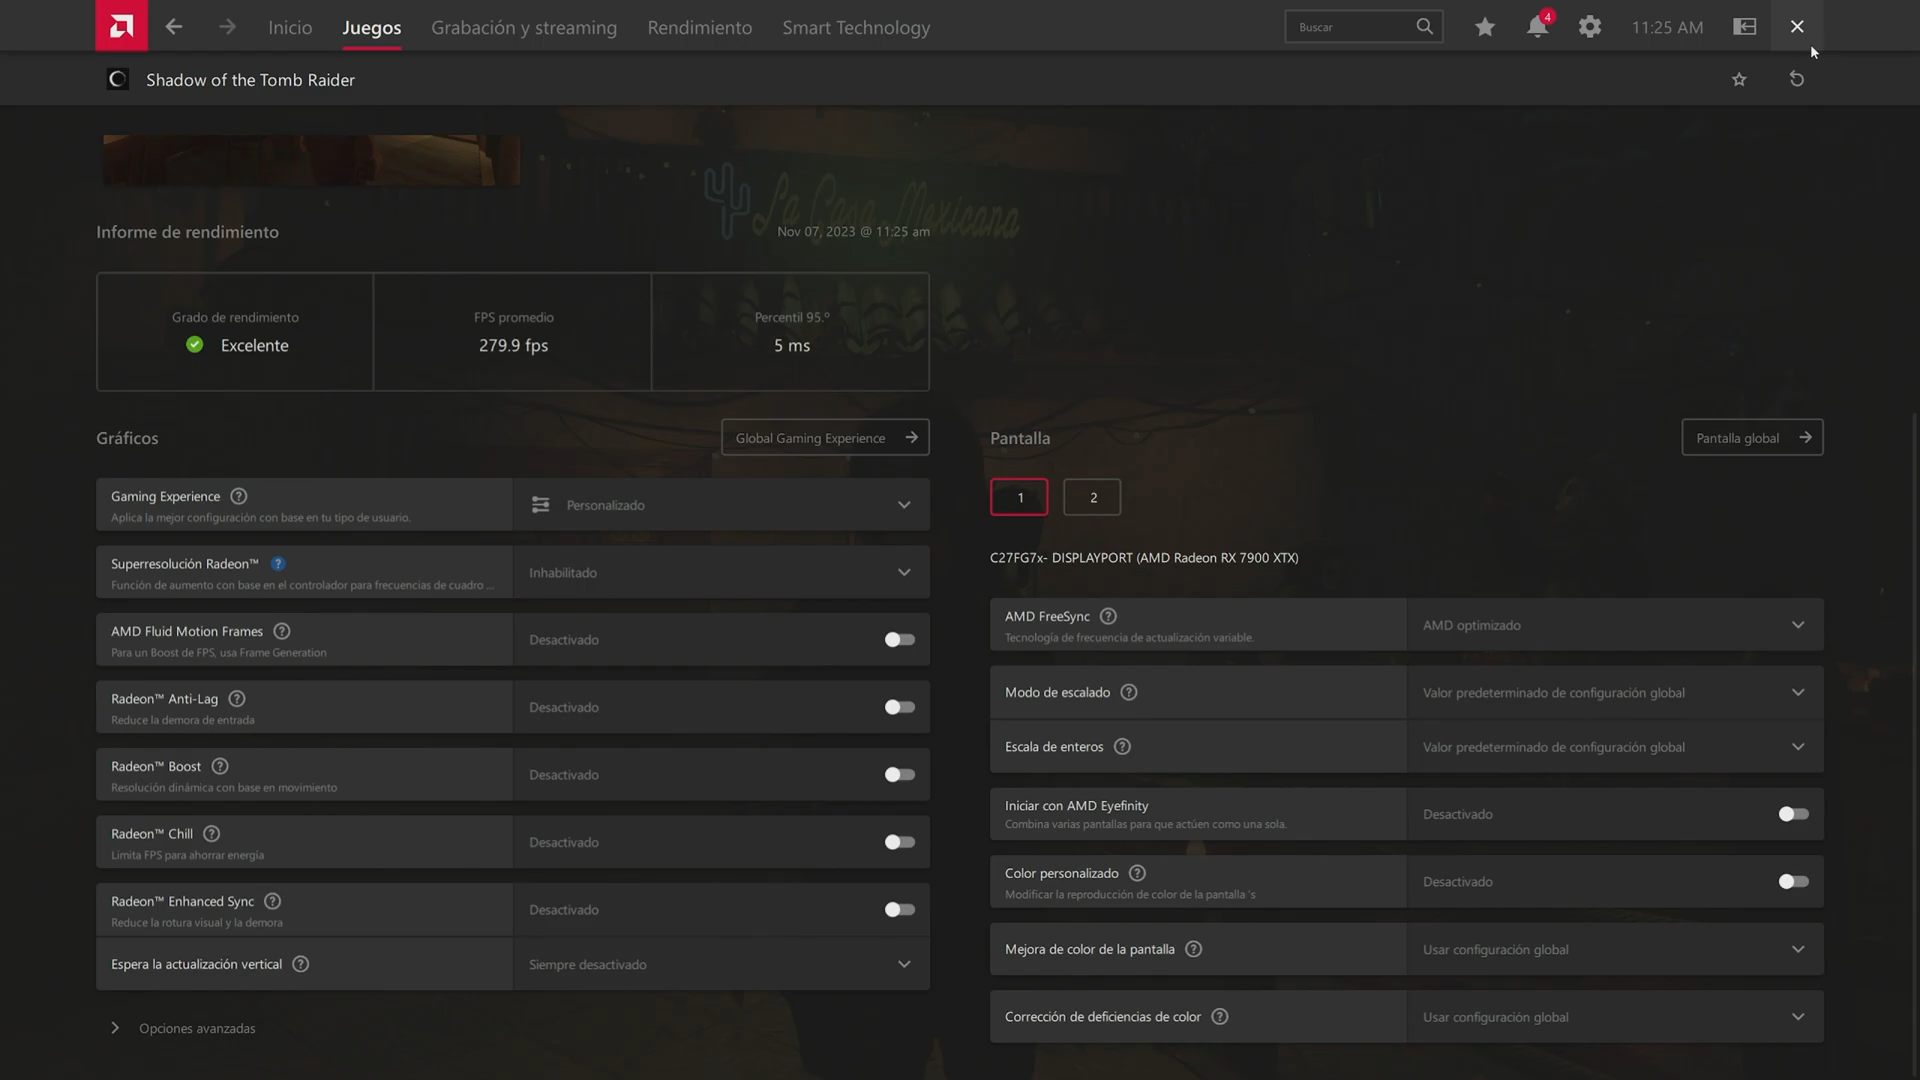 Inicio
Juegos
Grabación y streaming
Rendimiento
Smart Technology
Buscar
4
11:25 AM
Shadow of the Tomb Raider
La Casa Mexicana
Informe de rendimiento
Nov 07, 2023 @ 11:25 am
Grado de rendimiento
Excelente
FPS promedio
279.9 fps
Percentil 95.º
5 ms
Gráficos
Global Gaming Experience
Gaming Experience
Aplica la mejor configuración con base en tu tipo de usuario.
Personalizado
Superresolución Radeon™
Función de aumento con base en el controlador para frecuencias de cuadro ...
Inhabilitado
AMD Fluid Motion Frames
Para un Boost de FPS, usa Frame Generation
Desactivado
Radeon™ Anti-Lag
Reduce la demora de entrada
Desactivado
Radeon™ Boost
Resolución dinámica con base en movimiento
Desactivado
Radeon™ Chill
Limita FPS para ahorrar energía
Desactivado
Radeon™ Enhanced Sync
Reduce la rotura visual y la demora
Desactivado
Espera la actualización vertical
Siempre desactivado
Opciones avanzadas
Pantalla
Pantalla global
1
2
C27FG7x- DISPLAYPORT (AMD Radeon RX 7900 XTX)
AMD FreeSync
Tecnología de frecuencia de actualización variable.
AMD optimizado
Modo de escalado
Valor predeterminado de configuración global
Escala de enteros
Valor predeterminado de configuración global
Iniciar con AMD Eyefinity
Combina varias pantallas para que actúen como una sola.
Desactivado
Color personalizado
Modificar la reproducción de color de la pantalla 's
Desactivado
Mejora de color de la pantalla
Usar configuración global
Corrección de deficiencias de color
Usar configuración global